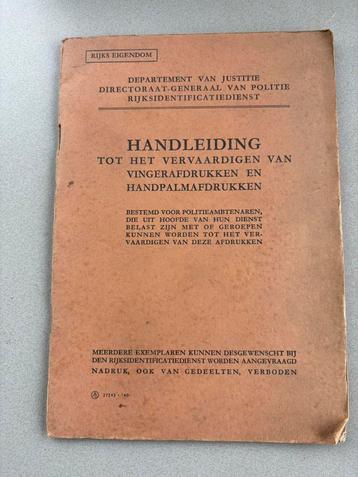 RIJKS EIGENDOM
DEPARTEMENT VAN JUSTITIE
DIRECTORAAT-GENERAAL VAN POLITIE
RIJKSIDENTIFICATIEDIENST
HANDLEIDING
TOT HET VERVAARDIGEN VAN
VINGERAFDRUKKEN EN
HANDPALMAFDRUKKEN
BESTEMD VOOR POLITIEAMBTENAREN,
DIE UIT HOOFDE VAN HUN DIENST
BELAST ZIJN MET OF GEROEPEN
KUNNEN WORDEN TOT HET VER-
VAARDIGEN VAN DEZE AFDRUKKEN
MEERDERE EXEMPLAREN KUNNEN DESGEWENSCHT BIJ
DEN RIJKSIDENTIFICATIEDIENST WORDEN AANGEVRAAGD
NADRUK, OOK VAN GEDEELTEN, VERBODEN